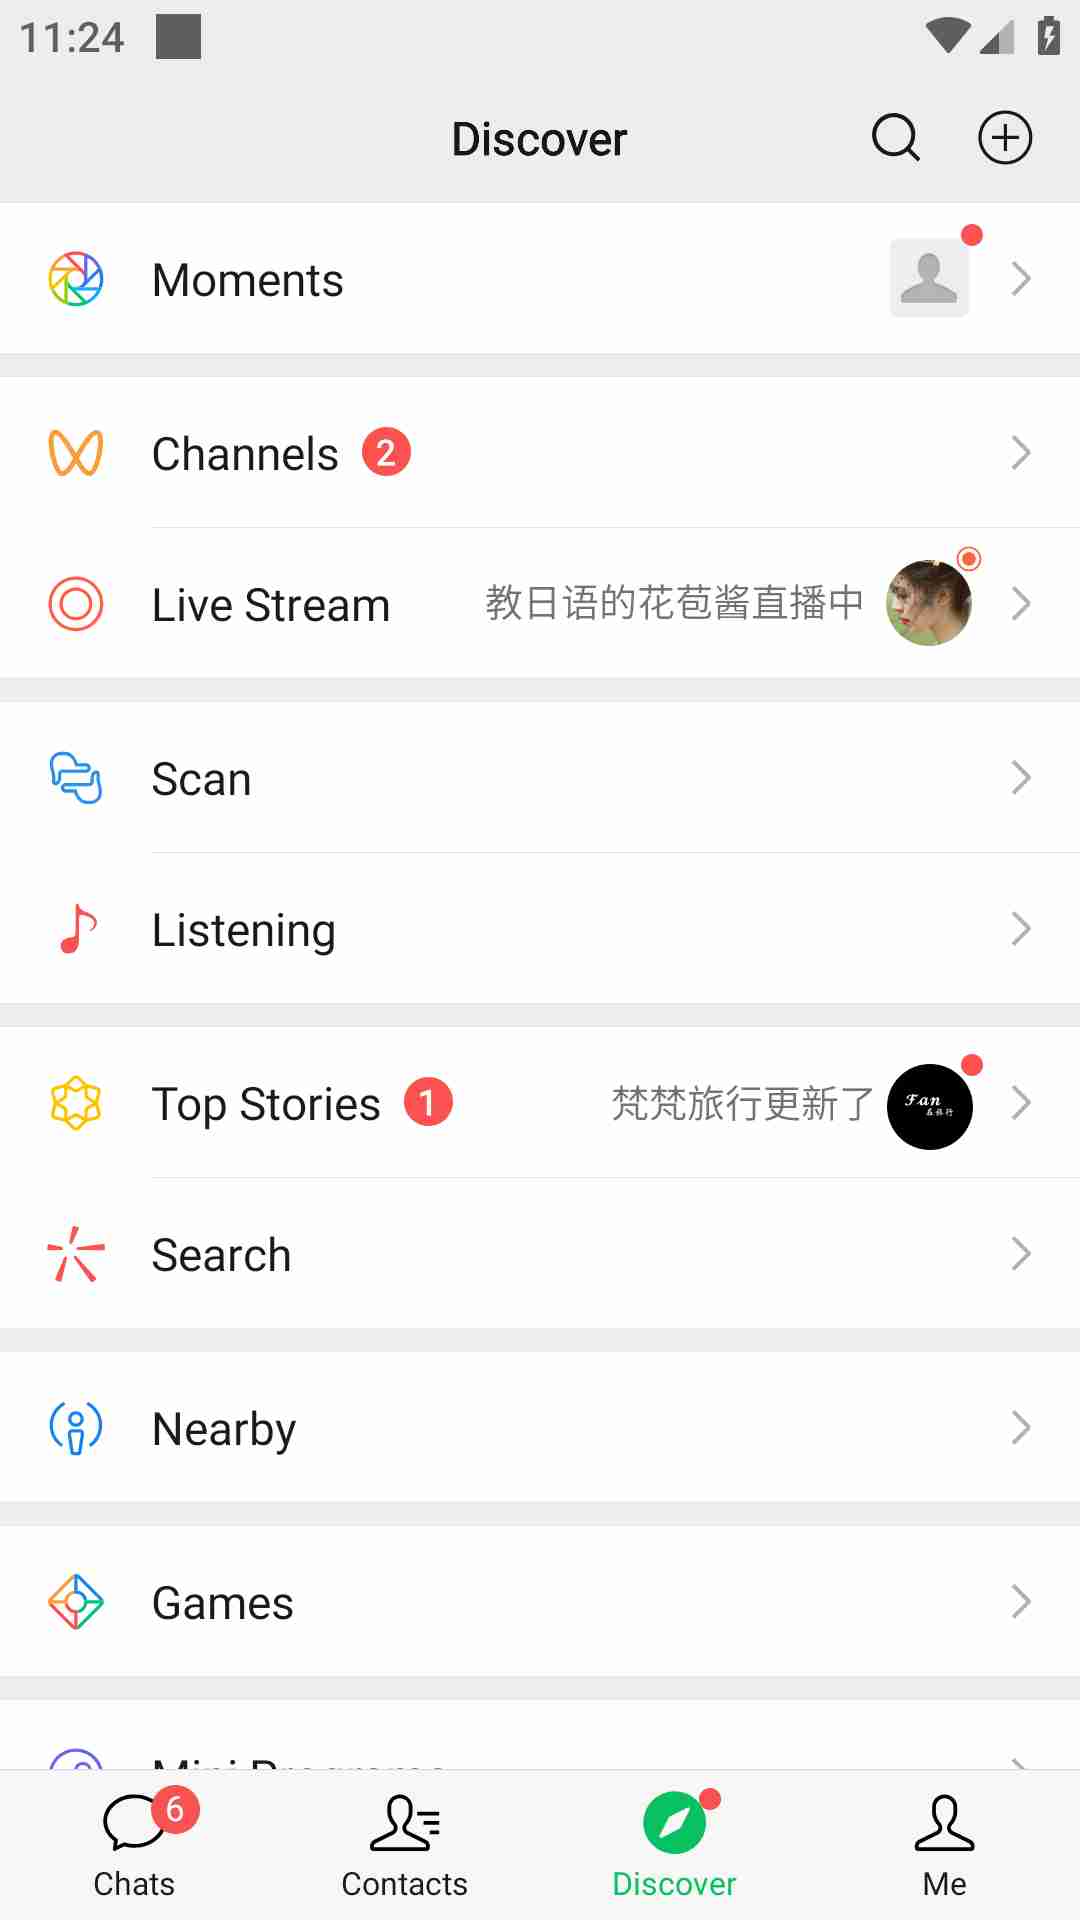 11:24
Discover
Moments
Channels 2
Live Stream 教日语的花苞酱直播中
Scan
Listening
Top Stories 1 梵梵旅行更新了
Fan
Search
Nearby
Games
Mini Programs
6
Chats Contacts Discover Me